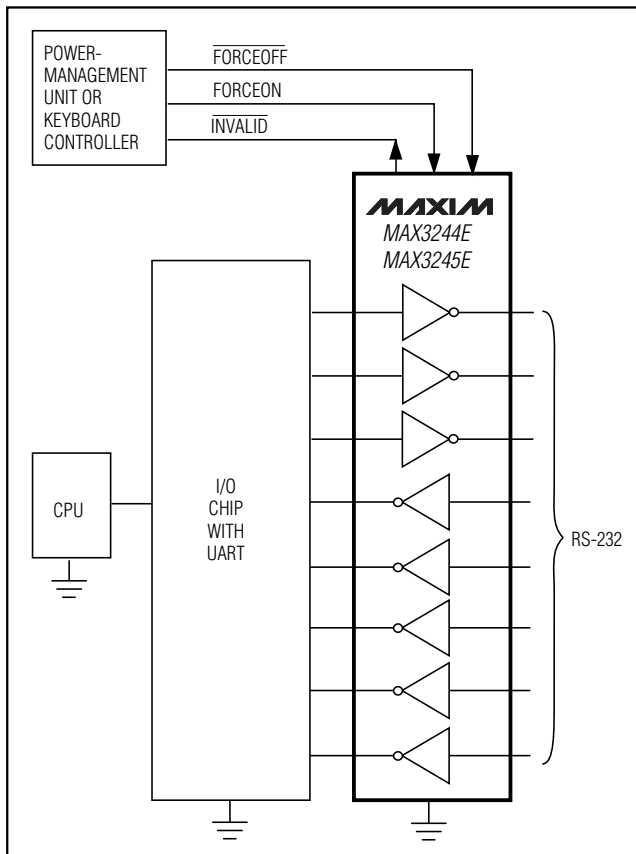 POWER-
MANAGEMENT
UNIT OR
KEYBOARD
CONTROLLER
FORCEOFF
FORCEON
INVALID
MAXIM
MAX3244E
MAX3245E
CPU
I/O
CHIP
WITH
UART
RS-232